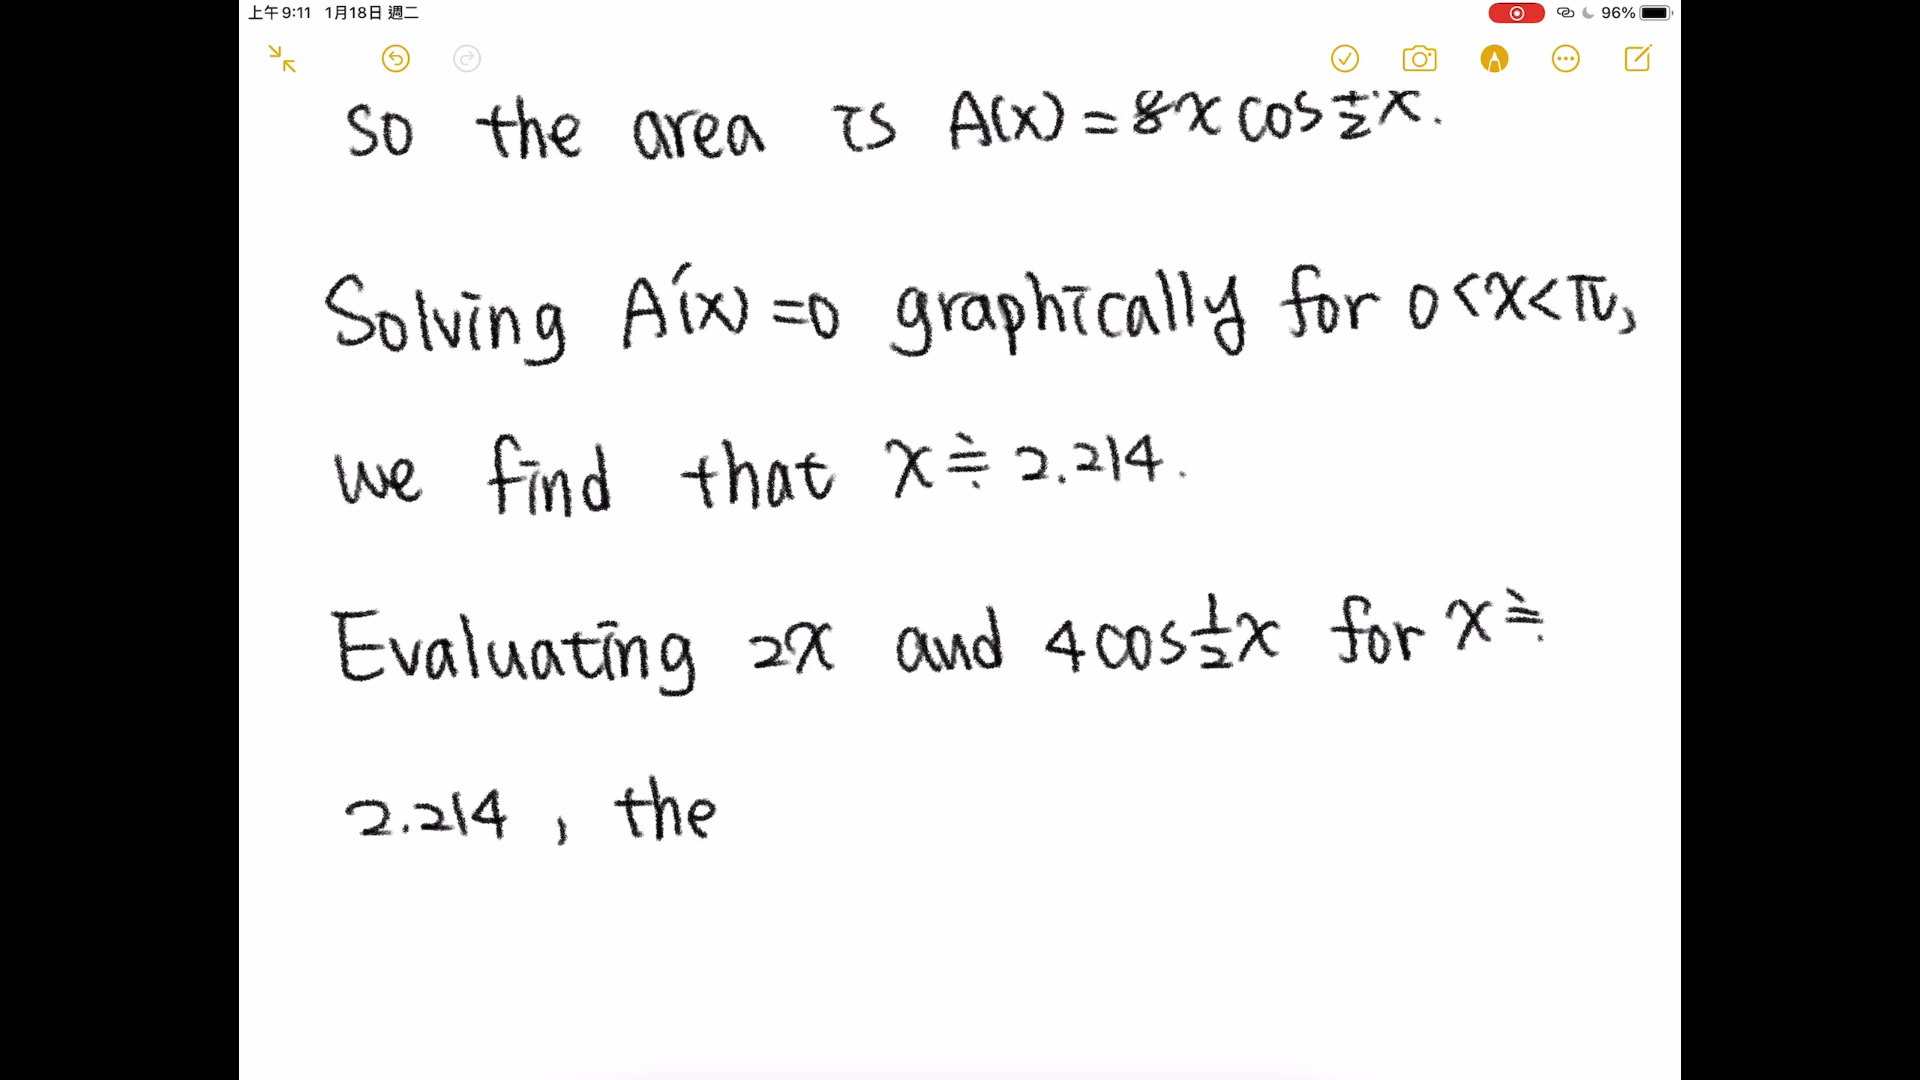 上午9:11 1月18日 週二 96%
so the area is A(x) = 8x cos ½x.
Solving A'(x) = 0 graphically for 0 < x < π,
we find that x ≒ 2.214.
Evaluating 2x and 4 cos ½x for x ≒
2.214, the